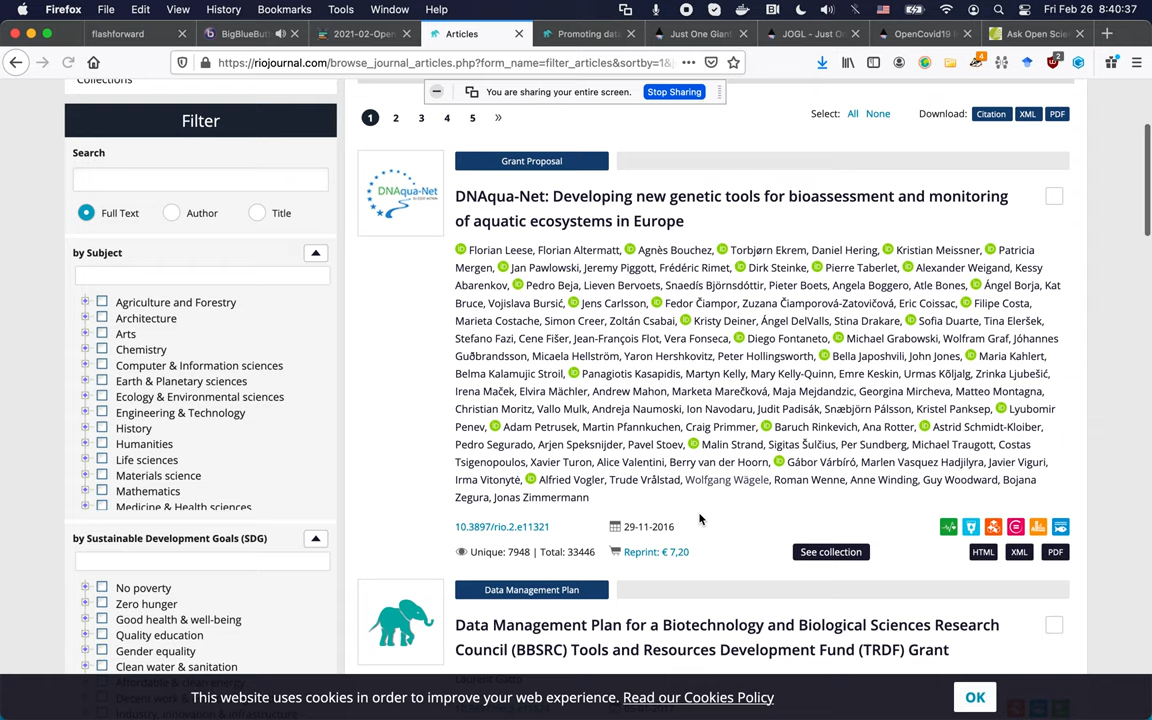 Firefox File Edit View History Bookmarks Tools Window Help Fri Feb 26 8:40:37
flashforward BigBlueBut 2021-02-Open Articles Promoting data Just One Giant JOGL - Just O OpenCovid19 Ask Open Scie
https://riojournal.com/browse_journal_articles.php?form_name=filter_articles&sortby=1&
You are sharing your entire screen. Stop Sharing
Collections
1 2 3 4 5 » Select: All None Download: Citation XML PDF
Filter
Search
Full Text Author Title
by Subject
Agriculture and Forestry
Architecture
Arts
Chemistry
Computer & Information sciences
Earth & Planetary sciences
Ecology & Environmental sciences
Engineering & Technology
History
Humanities
Life sciences
Materials science
Mathematics
Medicine & Health sciences
by Sustainable Development Goals (SDG)
No poverty
Zero hunger
Good health & well-being
Quality education
Gender equality
Clean water & sanitation
Affordable & clean energy
Industry, innovation & infrastructure
DNAqua-Net
Grant Proposal
DNAqua-Net: Developing new genetic tools for bioassessment and monitoring
of aquatic ecosystems in Europe
Florian Leese, Florian Altermatt, Agnès Bouchez, Torbjørn Ekrem, Daniel Hering, Kristian Meissner, Patricia
Mergen, Jan Pawlowski, Jeremy Piggott, Frédéric Rimet, Dirk Steinke, Pierre Taberlet, Alexander Weigand, Kessy
Abarenkov, Pedro Beja, Lieven Bervoets, Snaedís Björnsdóttir, Pieter Boets, Angela Boggero, Atle Bones, Ángel Borja, Kat
Bruce, Vojislava Bursić, Jens Carlsson, Fedor Čiampor, Zuzana Čiamporová-Zatovičová, Eric Coissac, Filipe Costa,
Marieta Costache, Simon Creer, Zoltán Csabai, Kristy Deiner, Ángel DelValls, Stina Drakare, Sofia Duarte, Tina Eleršek,
Stefano Fazi, Cene Fišer, Jean-François Flot, Vera Fonseca, Diego Fontaneto, Michael Grabowski, Wolfram Graf, Jóhannes
Guðbrandsson, Micaela Hellström, Yaron Hershkovitz, Peter Hollingsworth, Bella Japoshvili, John Jones, Maria Kahlert,
Belma Kalamujic Stroil, Panagiotis Kasapidis, Martyn Kelly, Mary Kelly-Quinn, Emre Keskin, Urmas Kõljalg, Zrinka Ljubešić,
Irena Maček, Elvira Mächler, Andrew Mahon, Marketa Marečková, Maja Mejdandzic, Georgina Mircheva, Matteo Montagna,
Christian Moritz, Vallo Mulk, Andreja Naumoski, Ion Navodaru, Judit Padisák, Snæbjörn Pálsson, Kristel Panksep, Lyubomir
Penev, Adam Petrusek, Martin Pfannkuchen, Craig Primmer, Baruch Rinkevich, Ana Rotter, Astrid Schmidt-Kloiber,
Pedro Segurado, Arjen Speksnijder, Pavel Stoev, Malin Strand, Sigitas Šulčius, Per Sundberg, Michael Traugott, Costas
Tsigenopoulos, Xavier Turon, Alice Valentini, Berry van der Hoorn, Gábor Várbíró, Marlen Vasquez Hadjilyra, Javier Viguri,
Irma Vitonytė, Alfried Vogler, Trude Vrålstad, Wolfgang Wägele, Roman Wenne, Anne Winding, Guy Woodward, Bojana
Zegura, Jonas Zimmermann
10.3897/rio.2.e11321 29-11-2016
Unique: 7948 | Total: 33446 Reprint: € 7,20 See collection HTML XML PDF
Data Management Plan
Data Management Plan for a Biotechnology and Biological Sciences Research
Council (BBSRC) Tools and Resources Development Fund (TRDF) Grant
Laurent Gatto
This website uses cookies in order to improve your web experience. Read our Cookies Policy OK